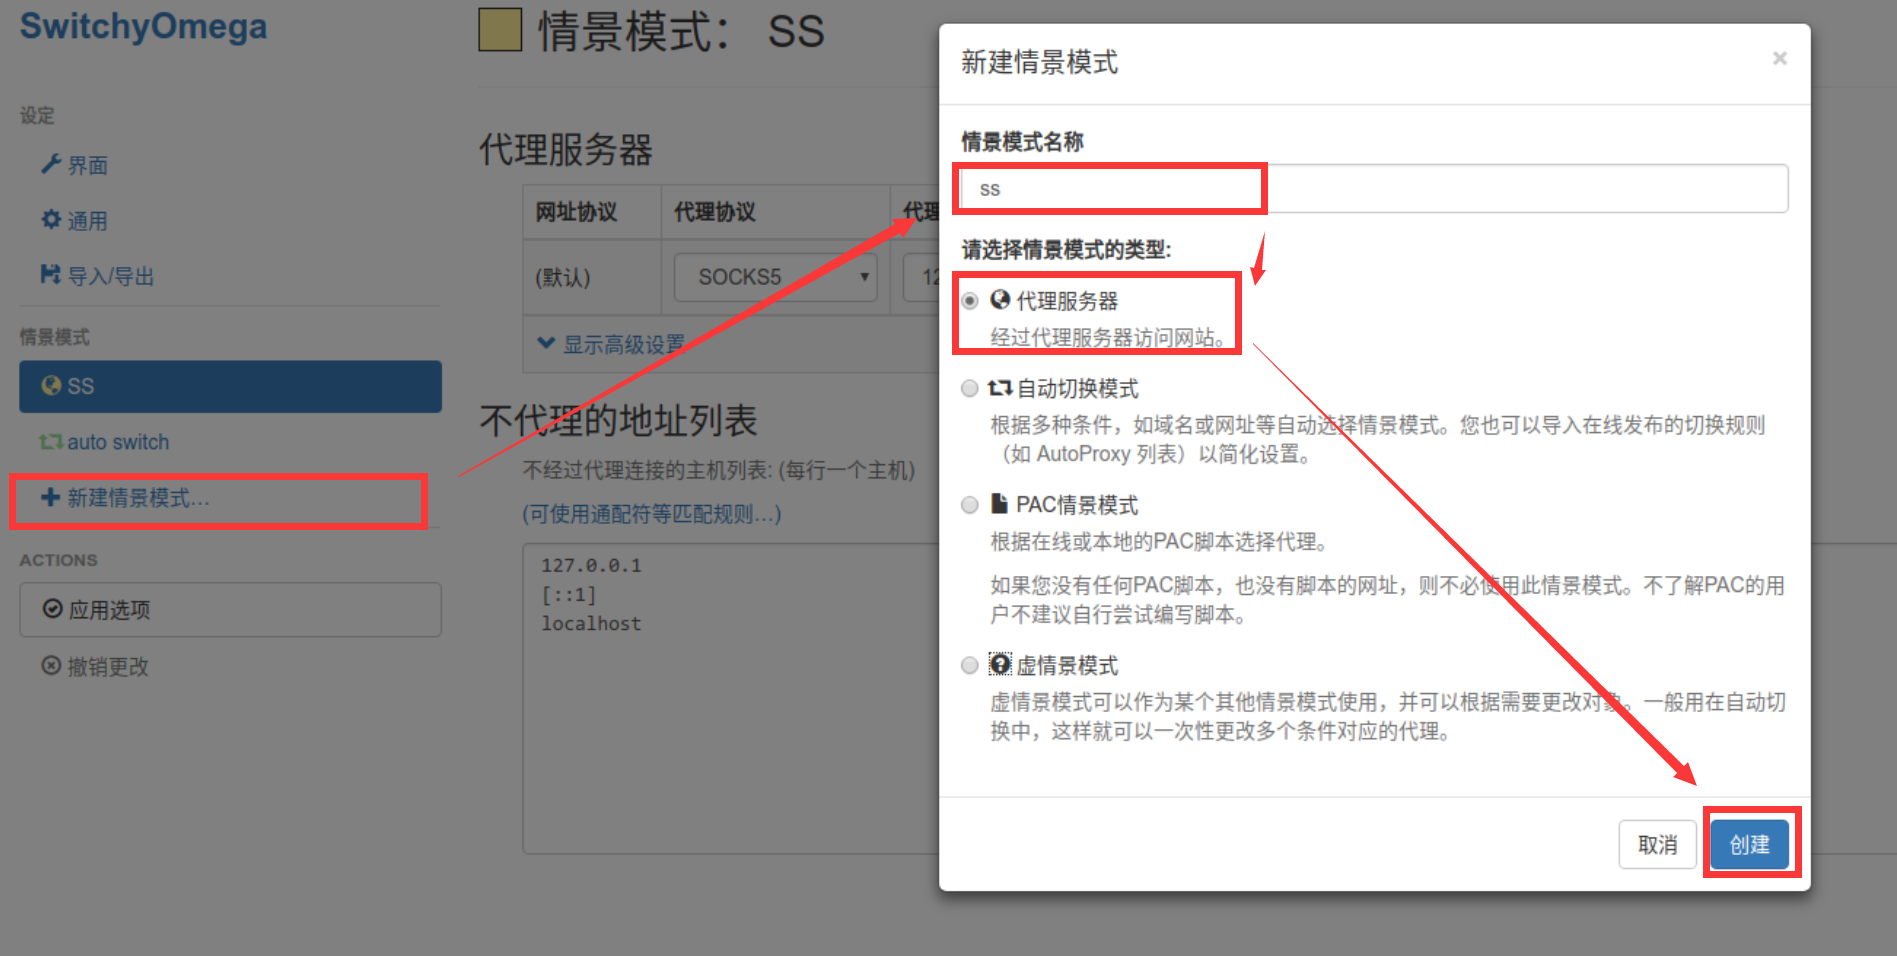 SwitchyOmega
设定
界面
通用
导入/导出
情景模式
SS
auto switch
新建情景模式...
ACTIONS
应用选项
撤销更改
情景模式： SS
代理服务器
网址协议 代理协议 代理
(默认) SOCKS5 12
显示高级设置
不代理的地址列表
不经过代理连接的主机列表: (每行一个主机)
(可使用通配符等匹配规则...)
127.0.0.1
[::1]
localhost
新建情景模式
×
情景模式名称
ss
请选择情景模式的类型:
代理服务器
经过代理服务器访问网站。
自动切换模式
根据多种条件，如域名或网址等自动选择情景模式。您也可以导入在线发布的切换规则
（如 AutoProxy 列表）以简化设置。
PAC情景模式
根据在线或本地的PAC脚本选择代理。
如果您没有任何PAC脚本，也没有脚本的网址，则不必使用此情景模式。不了解PAC的用
户不建议自行尝试编写脚本。
虚情景模式
虚情景模式可以作为某个其他情景模式使用，并可以根据需要更改对象。一般用在自动切
换中，这样就可以一次性更改多个条件对应的代理。
取消
创建